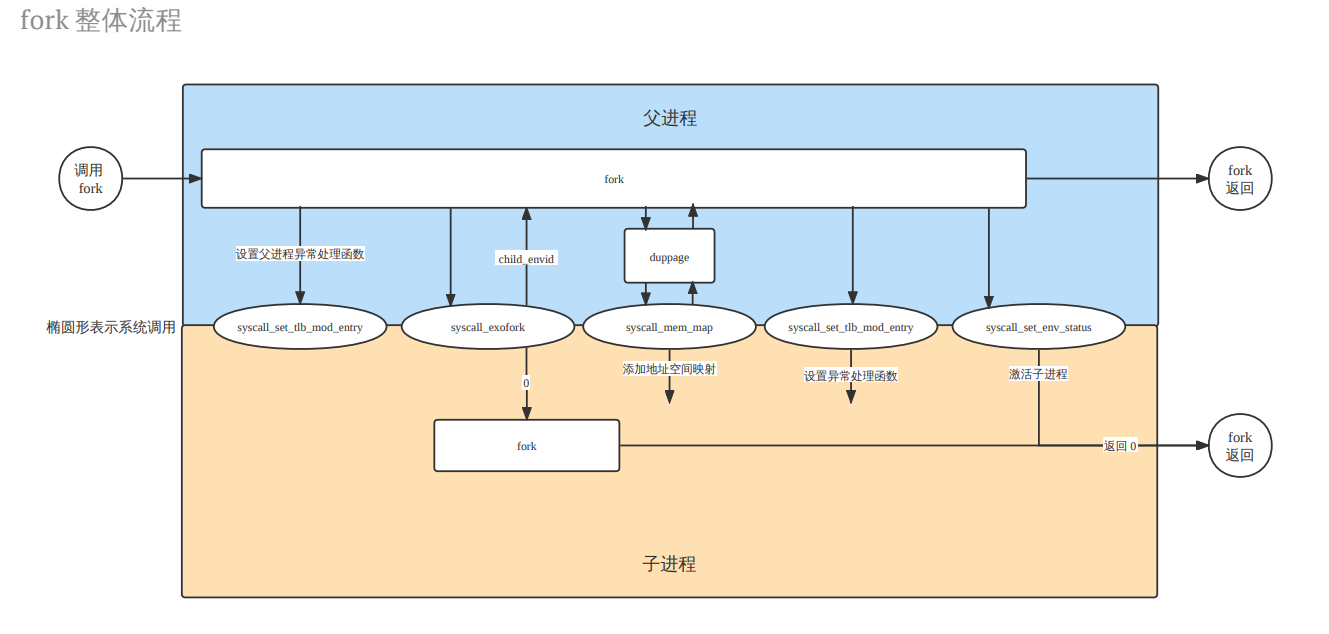 fork 整体流程
父进程
调用
fork
fork
fork
返回
设置父进程异常处理函数
child_envid
duppage
椭圆形表示系统调用
syscall_set_tlb_mod_entry
syscall_exofork
syscall_mem_map
syscall_set_tlb_mod_entry
syscall_set_env_status
0
添加地址空间映射
设置异常处理函数
激活子进程
fork
返回 0
fork
返回
子进程